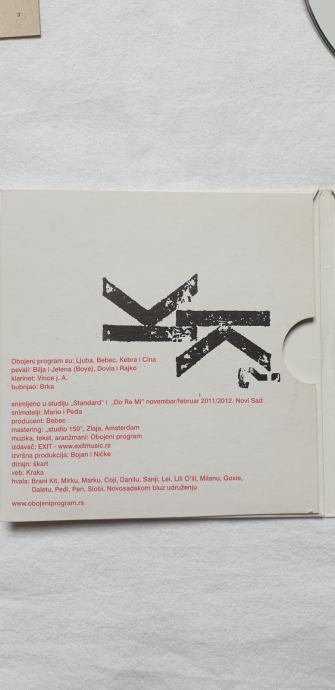 3
KK?
Obojeni program su: Ljuba, Bebec, Kebra i Cina
pevali: Bilja i Jelena (Boye), Dovla i Rajko
klarinet: Vince j. A.
bubnjao: Brka
snimljeno u studiju „Standard“ i „Do Re Mi“ novembar/februar 2011/2012, Novi Sad
snimatelji: Mario i Peđa
producent: Bebec
mastering: „studio 150“, Zlaja, Amsterdam
muzika, tekst, aranžmani: Obojeni program
izdavač: EXIT - www.exitmusic.rs
izvršna produkcija: Bojan i Ničke
dizajn: škart
veb: Kraka
hvala: Brani Kit, Mirku, Marku, Coji, Danilu, Sanji, Lei, Lili O'ill, Milanu, Goxie,
Daletu, Peđi, Peri, Slobi, Novosadskom bluz udruženju
www.obojeniprogram.rs